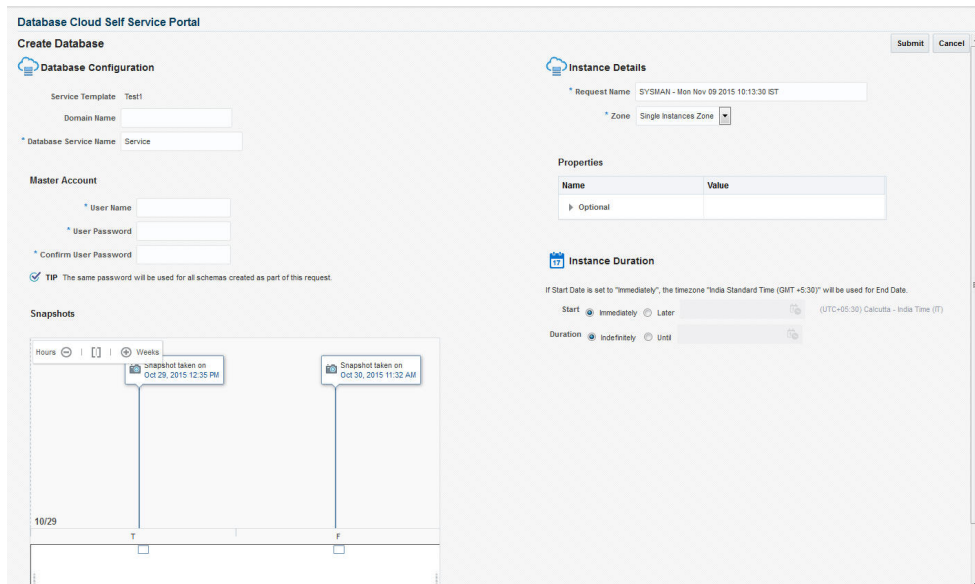 Database Cloud Self Service Portal
Create Database
Submit
Cancel
Database Configuration
Service Template Test1
Domain Name
* Database Service Name Service
Master Account
* User Name
* User Password
* Confirm User Password
TIP The same password will be used for all schemas created as part of this request.
Snapshots
Hours
Weeks
Snapshot taken on
Oct 29, 2015 12:35 PM
Snapshot taken on
Oct 30, 2015 11:32 AM
10/29
T
F
Instance Details
* Request Name SYSMAN - Mon Nov 09 2015 10:13:30 IST
* Zone Single Instances Zone
Properties
Name Value
Optional
17
Instance Duration
If Start Date is set to "Immediately", the timezone "India Standard Time (GMT +5:30)" will be used for End Date.
Start Immediately Later (UTC+05:30) Calcutta - India Time (IT)
Duration Indefinitely Until